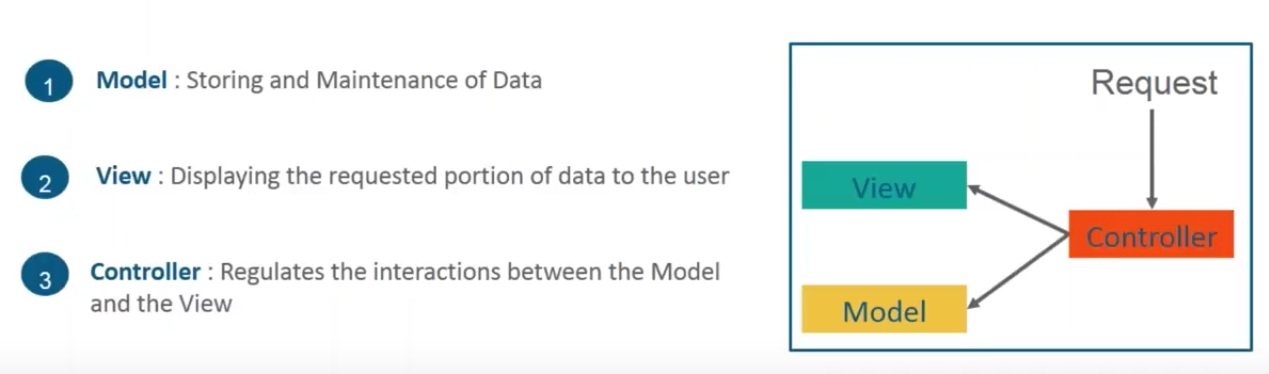 1 Model : Storing and Maintenance of Data
2 View : Displaying the requested portion of data to the user
3 Controller : Regulates the interactions between the Model
and the View
Request
View
Controller
Model